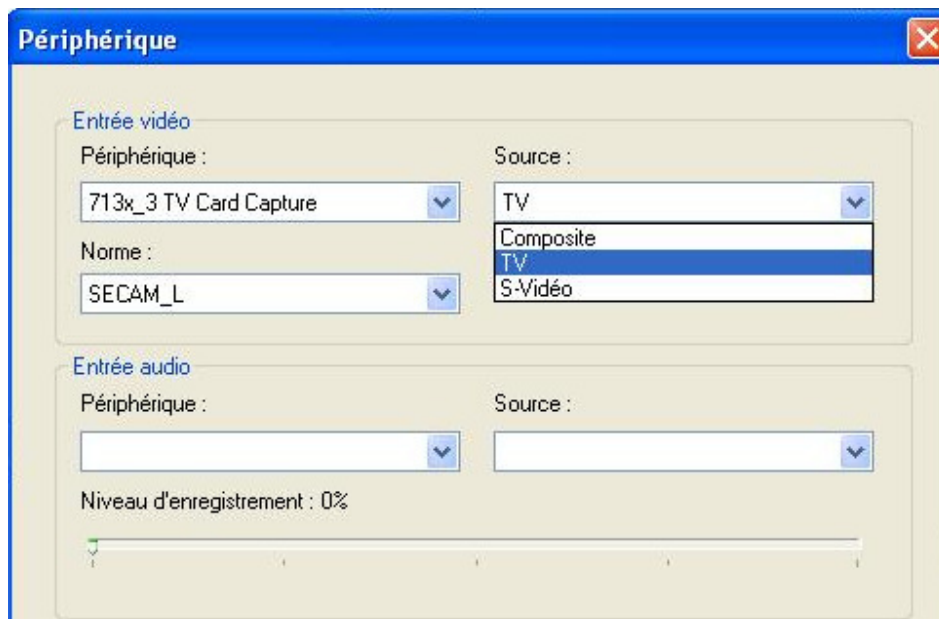 Périphérique
Entrée vidéo
Périphérique :
Source :
713x_3 TV Card Capture
TV
Composite
TV
S-Vidéo
Norme :
SECAM_L
Entrée audio
Périphérique :
Source :
Niveau d'enregistrement : 0%